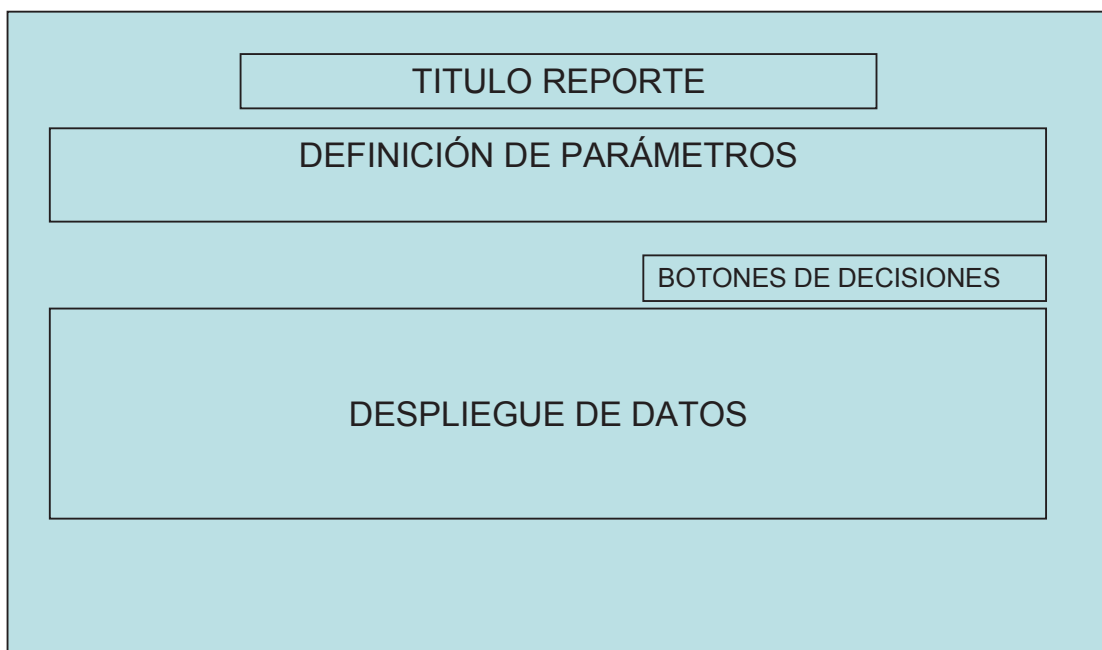 TITULO REPORTE
DEFINICIÓN DE PARÁMETROS
BOTONES DE DECISIONES
DESPLIEGUE DE DATOS